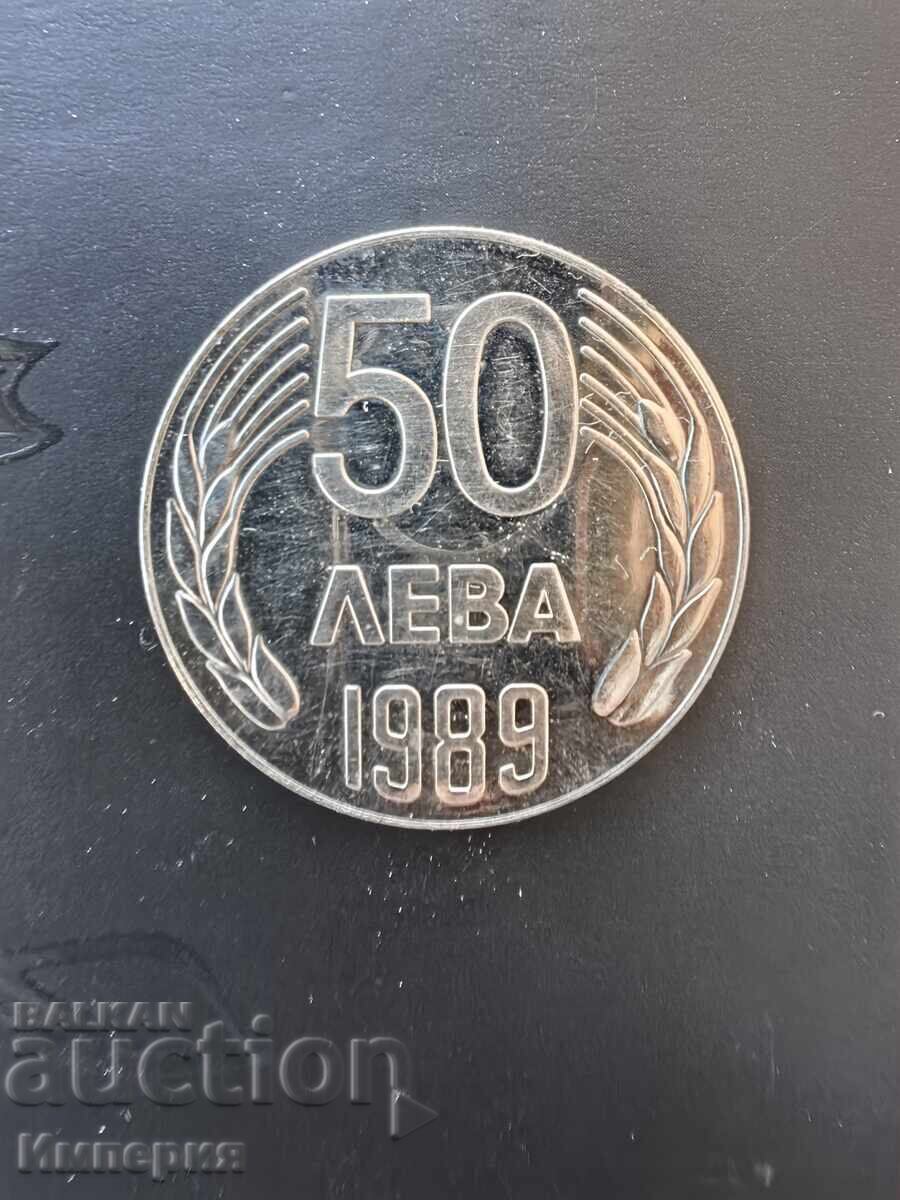 50
ЛЕВА
1989
BALKAN
auction
Империя